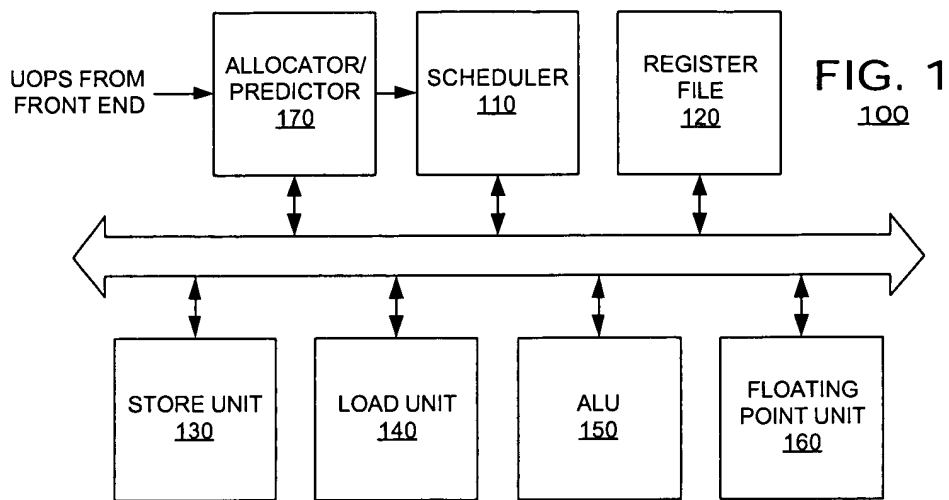 UOPS FROM
FRONT END
ALLOCATOR/
PREDICTOR
170
SCHEDULER
110
REGISTER
FILE
120
FIG. 1
100
STORE UNIT
130
LOAD UNIT
140
ALU
150
FLOATING
POINT UNIT
160